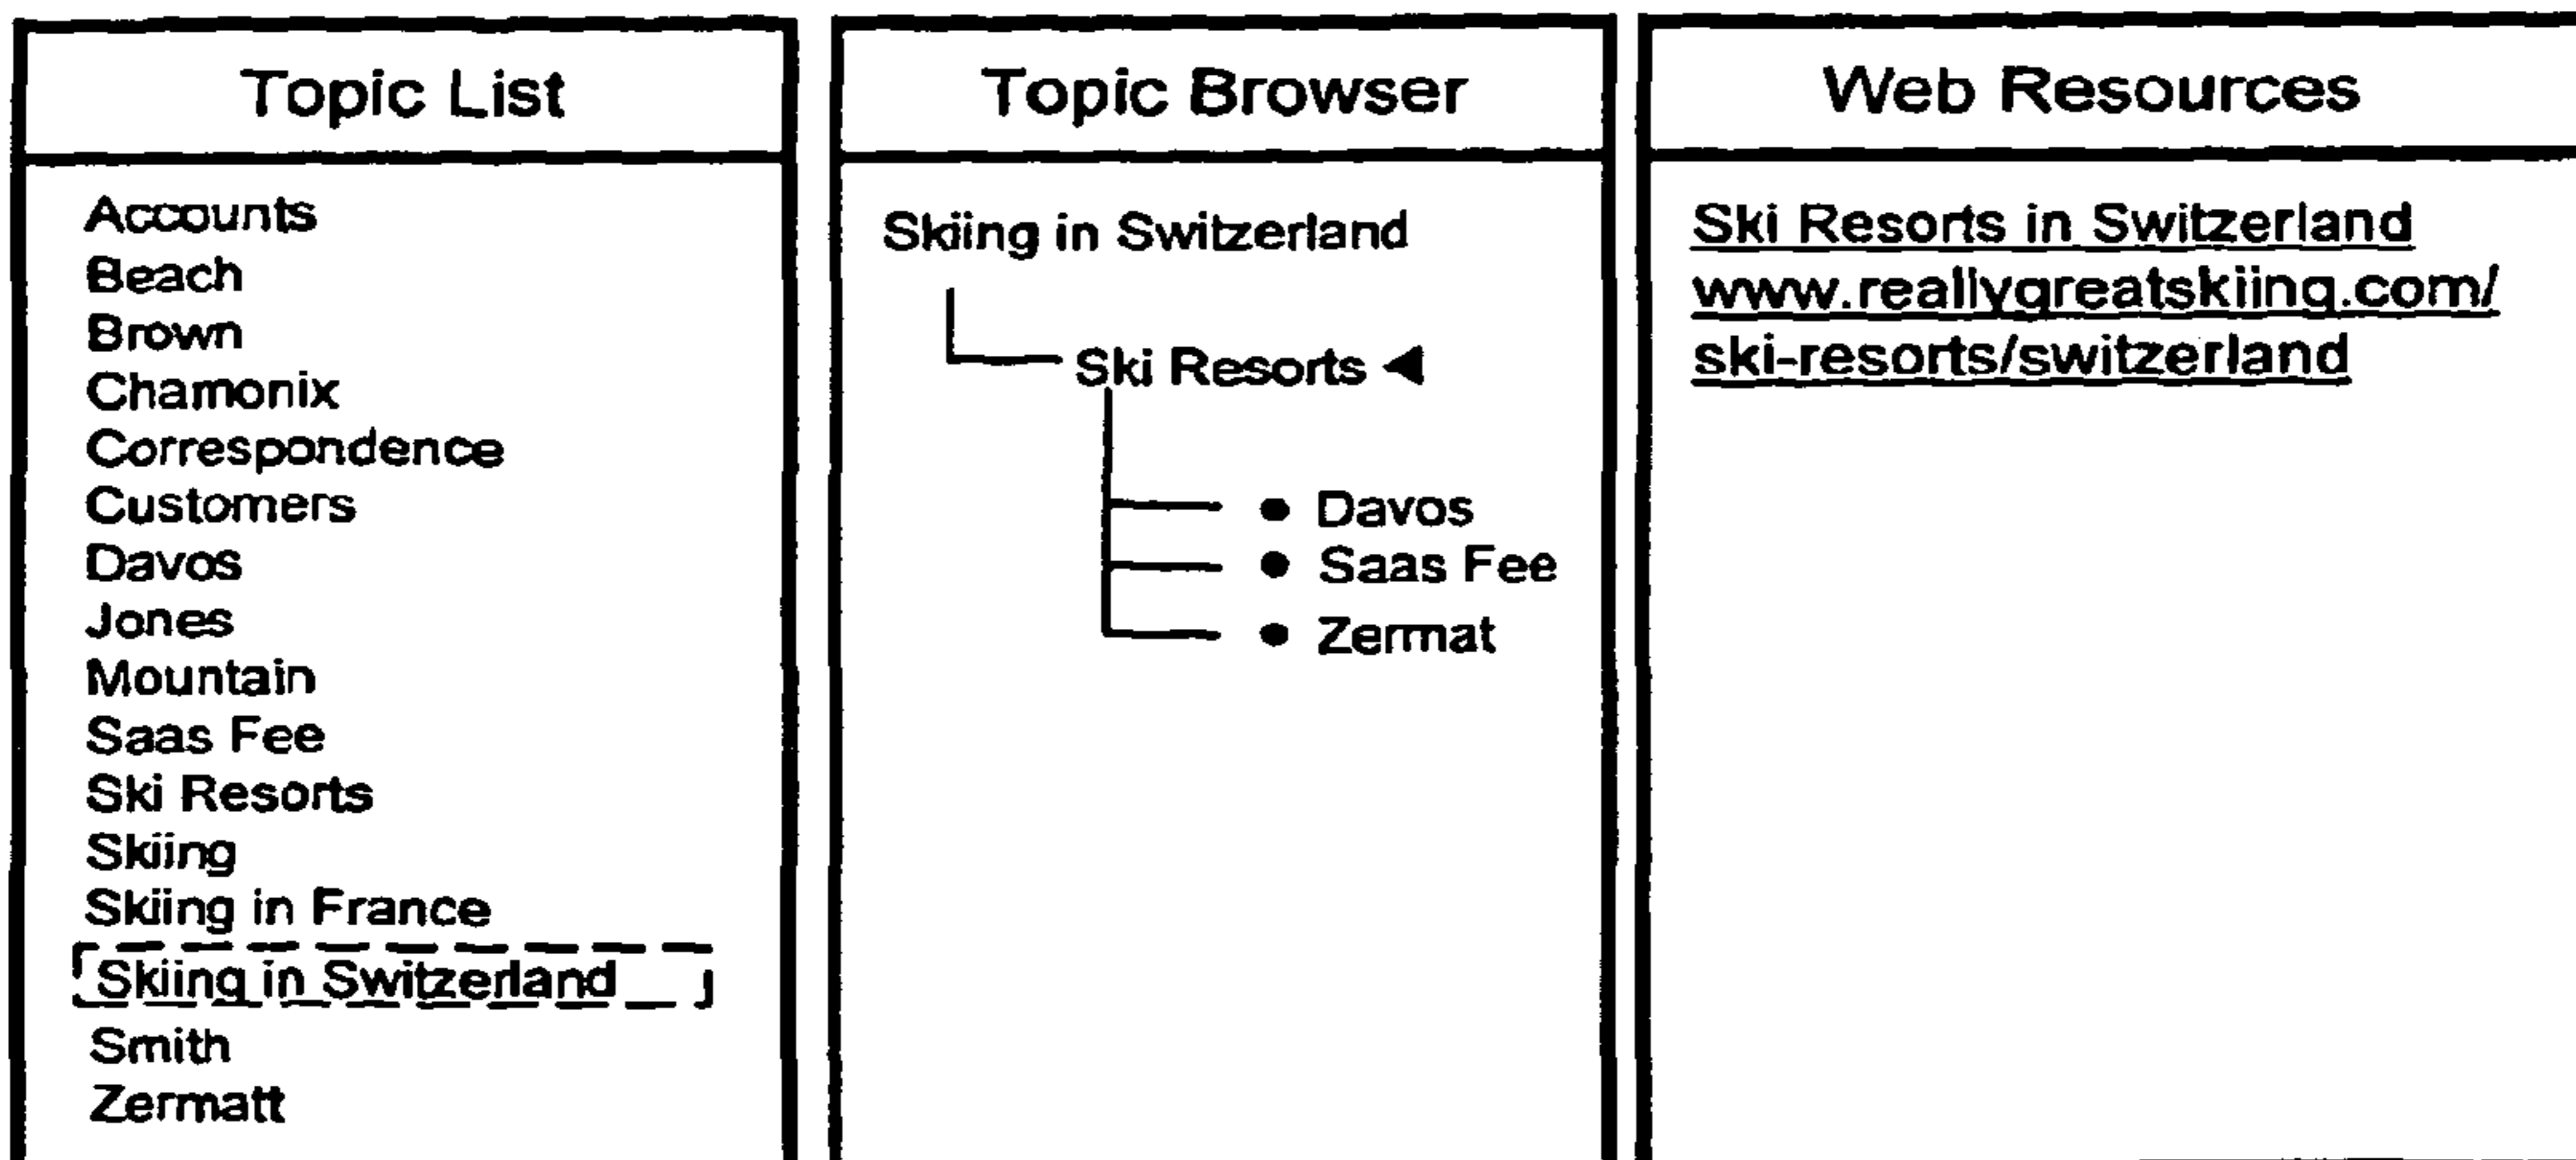 Topic List
Accounts
Beach
Brown
Chamonix
Correspondence
Customers
Davos
Jones
Mountain
Saas Fee
Ski Resorts
Skiing
Skiing in France
Skiing in Switzerland
Smith
Zermatt
Topic Browser
Skiing in Switzerland
Ski Resorts
Davos
Saas Fee
Zermat
Web Resources
Ski Resorts in Switzerland
www.reallygreatskiing.com/
ski-resorts/switzerland